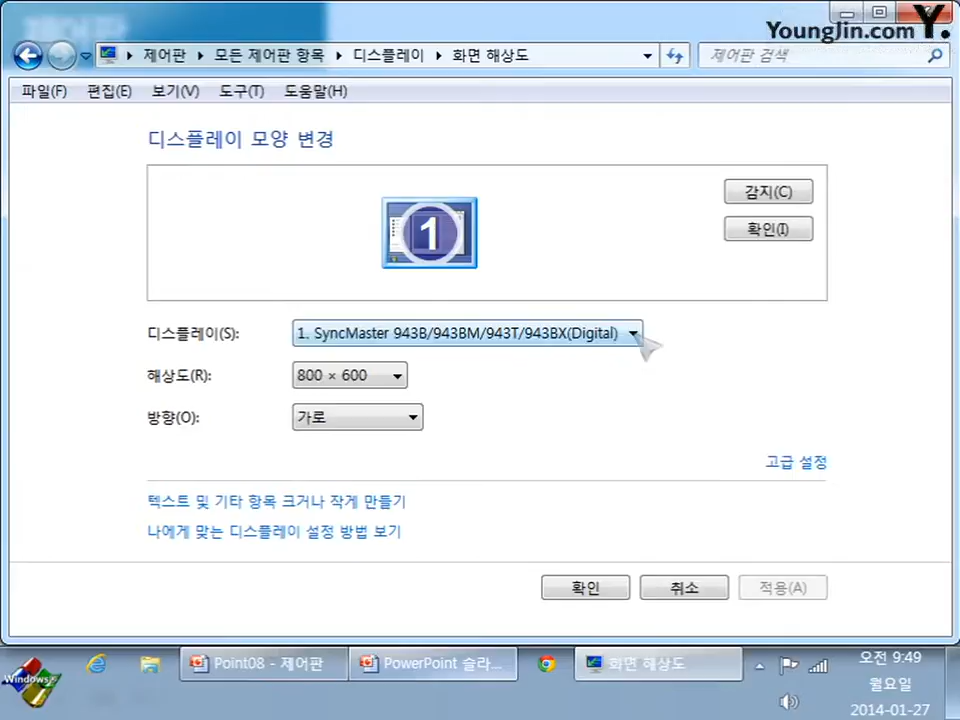 YoungJin.com Y.
제어판 모든 제어판 항목 디스플레이 화면 해상도 제어판 검색
파일(F) 편집(E) 보기(V) 도구(T) 도움말(H)
디스플레이 모양 변경
감지(C)
1
확인(I)
디스플레이(S): 1. SyncMaster 943B/943BM/943T/943BX(Digital)
해상도(R): 800 × 600
방향(O): 가로
고급 설정
텍스트 및 기타 항목 크거나 작게 만들기
나에게 맞는 디스플레이 설정 방법 보기
확인 취소 적용(A)
Point08 - 제어판 PowerPoint 슬라... 화면 해상도 오전 9:49
Windows 월요일
2014-01-27